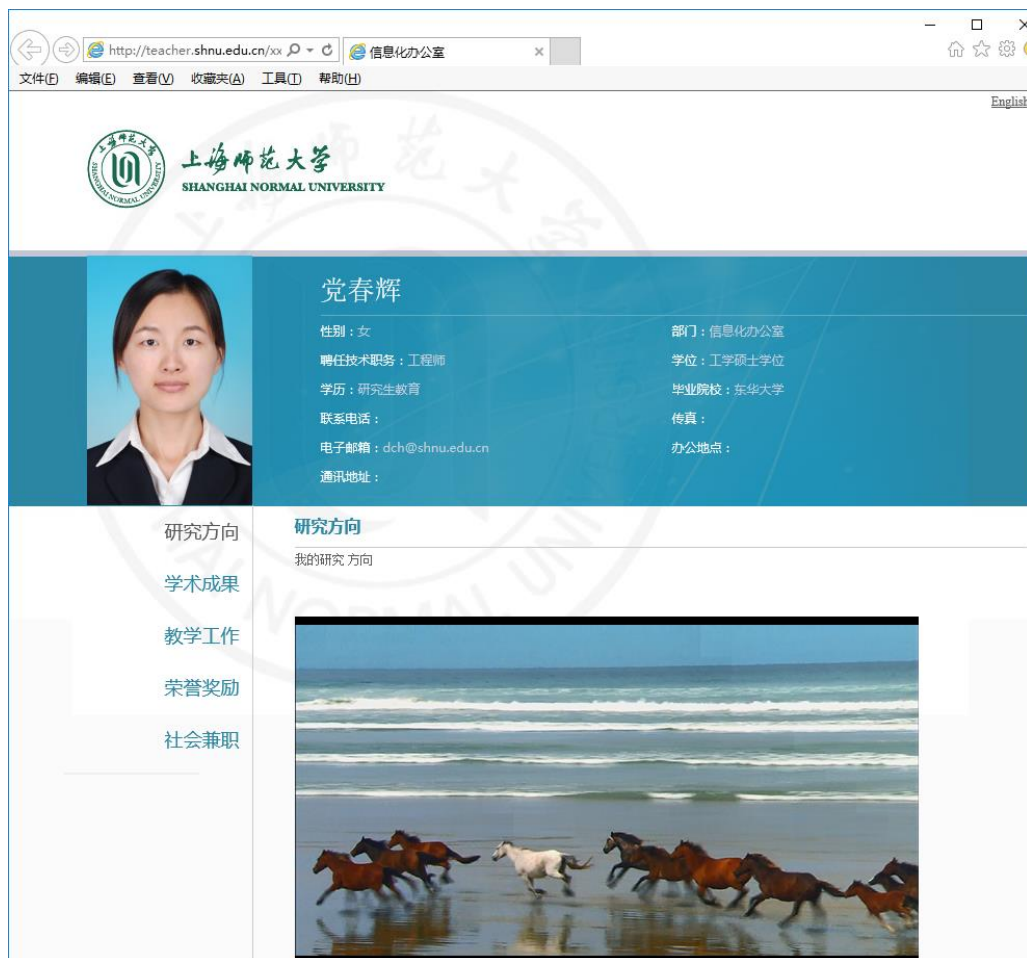 http://teacher.shnu.edu.cn/xx
信息化办公室
文件(F) 编辑(E) 查看(V) 收藏夹(A) 工具(T) 帮助(H)
English
上海师范大学
SHANGHAI NORMAL UNIVERSITY
党春辉
性别：女 部门：信息化办公室
聘任技术职务：工程师 学位：工学硕士学位
学历：研究生教育 毕业院校：东华大学
联系电话： 传真：
电子邮箱：dch@shnu.edu.cn 办公地点：
通讯地址：
研究方向
学术成果
教学工作
荣誉奖励
社会兼职
研究方向
我的研究 方向